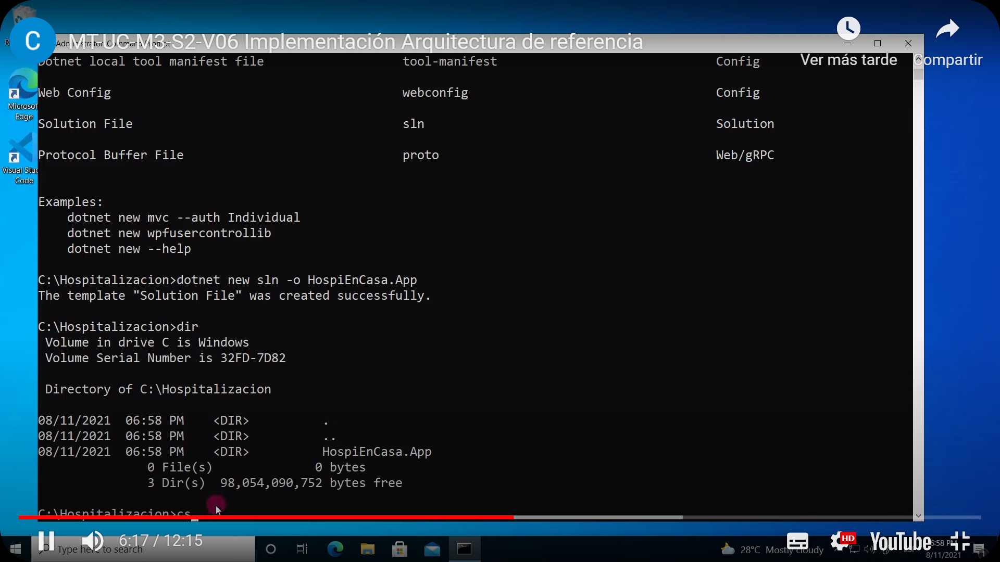 C
MT-UC-M3-S2-V06 Implementación Arquitectura de referencia
Ver más tarde
Compartir
Microsof
Edge
Visual Stud
Code
Dotnet local tool manifest file tool-manifest Config
Web Config webconfig Config
Solution File sln Solution
Protocol Buffer File proto Web/gRPC
Examples:
dotnet new mvc --auth Individual
dotnet new wpfusercontrollib
dotnet new --help
C:\Hospitalizacion>dotnet new sln -o HospiEnCasa.App
The template "Solution File" was created successfully.
C:\Hospitalizacion>dir
Volume in drive C is Windows
Volume Serial Number is 32FD-7D82
Directory of C:\Hospitalizacion
08/11/2021 06:58 PM <DIR> .
08/11/2021 06:58 PM <DIR> ..
08/11/2021 06:58 PM <DIR> HospiEnCasa.App
0 File(s) 0 bytes
3 Dir(s) 98,054,090,752 bytes free
C:\Hospitalizacion>cs
6:17 / 12:15
HD
YouTube
Type here to search
28°C Mostly cloudy
6:58 PM
8/11/2021
1